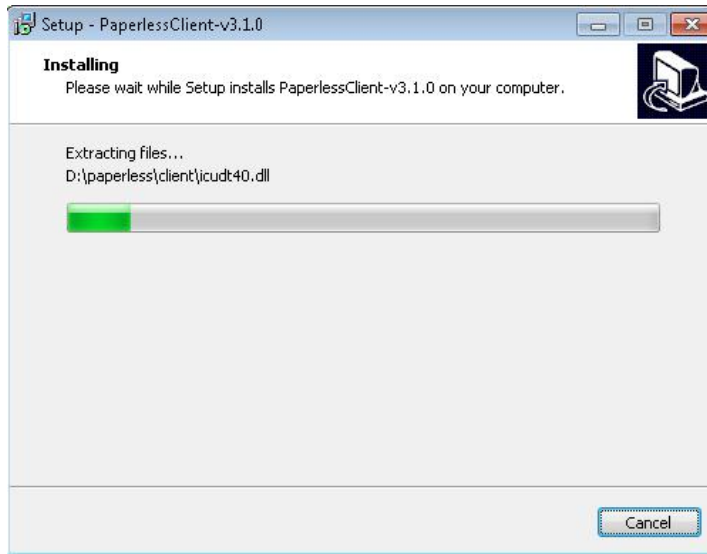 Setup - PaperlessClient-v3.1.0
Installing
Please wait while Setup installs PaperlessClient-v3.1.0 on your computer.
Extracting files...
D:\paperless\client\icudt40.dll
Cancel